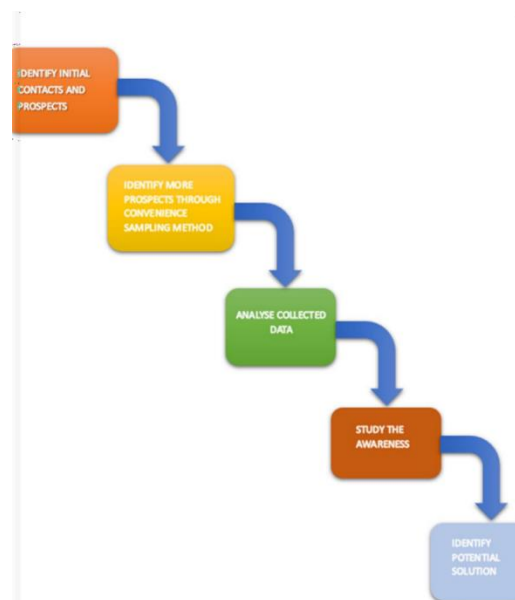 IDENTIFY INITIAL
CONTACTS AND
PROSPECTS
IDENTIFY MORE
PROSPECTS THROUGH
CONVENIENCE
SAMPLING METHOD
ANALYSE COLLECTED
DATA
STUDY THE
AWARENESS
IDENTIFY
POTENTIAL
SOLUTION